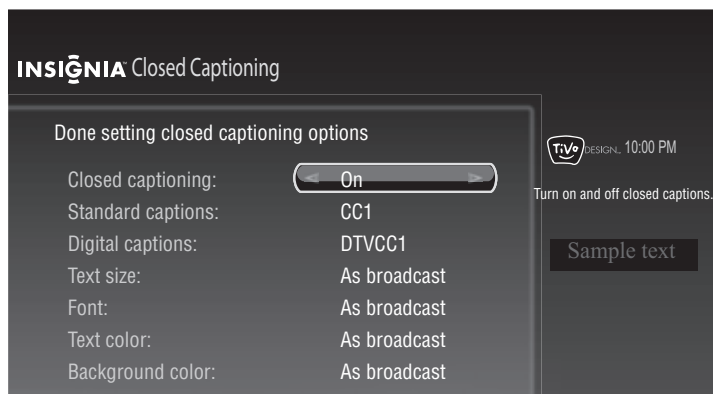 INSIGNIA™ Closed Captioning
Done setting closed captioning options
Closed captioning: On
Standard captions: CC1
Digital captions: DTVCC1
Text size: As broadcast
Font: As broadcast
Text color: As broadcast
Background color: As broadcast
TiVo DESIGN™ 10:00 PM
Turn on and off closed captions.
Sample text